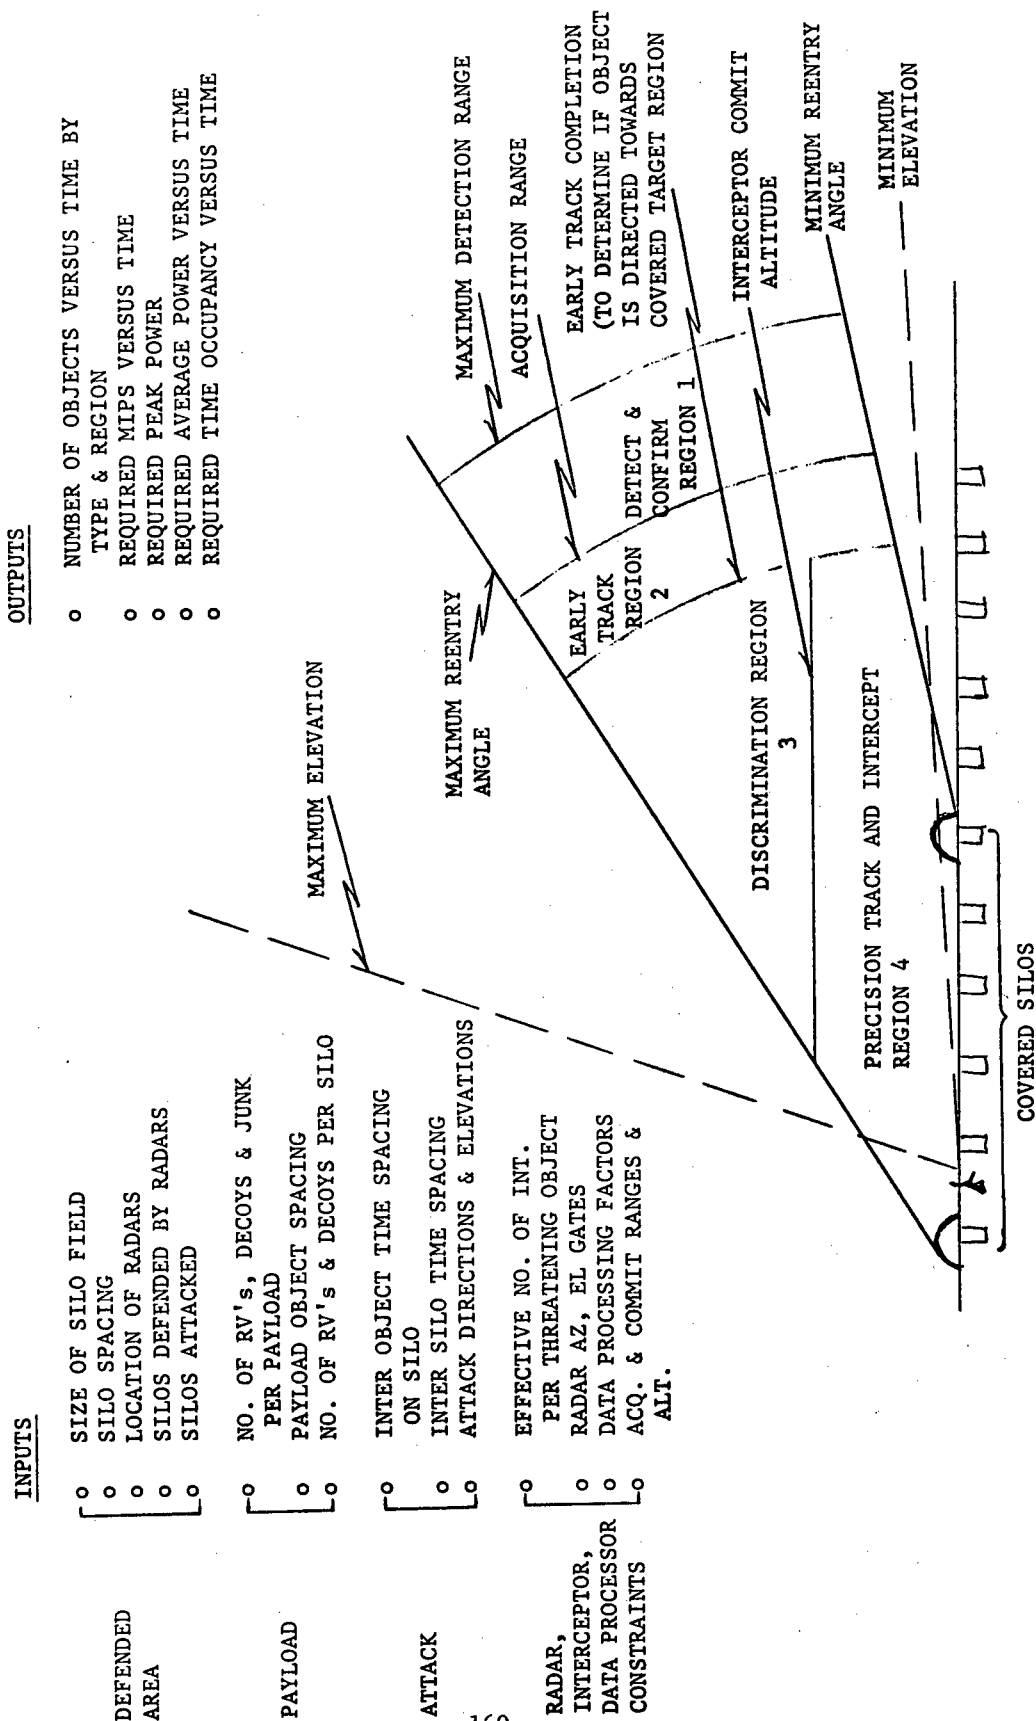 INPUTS
DEFENDED
AREA
o SIZE OF SILO FIELD
o SILO SPACING
o LOCATION OF RADARS
o SILOS DEFENDED BY RADARS
o SILOS ATTACKED
PAYLOAD
o NO. OF RV's, DECOYS & JUNK
PER PAYLOAD
o PAYLOAD OBJECT SPACING
o NO. OF RV's & DECOYS PER SILO
ATTACK
o INTER OBJECT TIME SPACING
ON SILO
o INTER SILO TIME SPACING
o ATTACK DIRECTIONS & ELEVATIONS
RADAR,
INTERCEPTOR,
DATA PROCESSOR
CONSTRAINTS
o EFFECTIVE NO. OF INT.
PER THREATENING OBJECT
o RADAR AZ, EL GATES
o DATA PROCESSING FACTORS
o ACQ. & COMMIT RANGES &
ALT.
OUTPUTS
o NUMBER OF OBJECTS VERSUS TIME BY
TYPE & REGION
o REQUIRED MIPS VERSUS TIME
o REQUIRED PEAK POWER
o REQUIRED AVERAGE POWER VERSUS TIME
o REQUIRED TIME OCCUPANCY VERSUS TIME
MAXIMUM ELEVATION
MAXIMUM REENTRY
ANGLE
MAXIMUM DETECTION RANGE
ACQUISITION RANGE
EARLY TRACK COMPLETION
(TO DETERMINE IF OBJECT
IS DIRECTED TOWARDS
COVERED TARGET REGION
INTERCEPTOR COMMIT
ALTITUDE
MINIMUM REENTRY
ANGLE
MINIMUM
ELEVATION
DETECT &
CONFIRM
REGION 1
EARLY
TRACK
REGION
2
DISCRIMINATION REGION
3
PRECISION TRACK AND INTERCEPT
REGION 4
COVERED SILOS